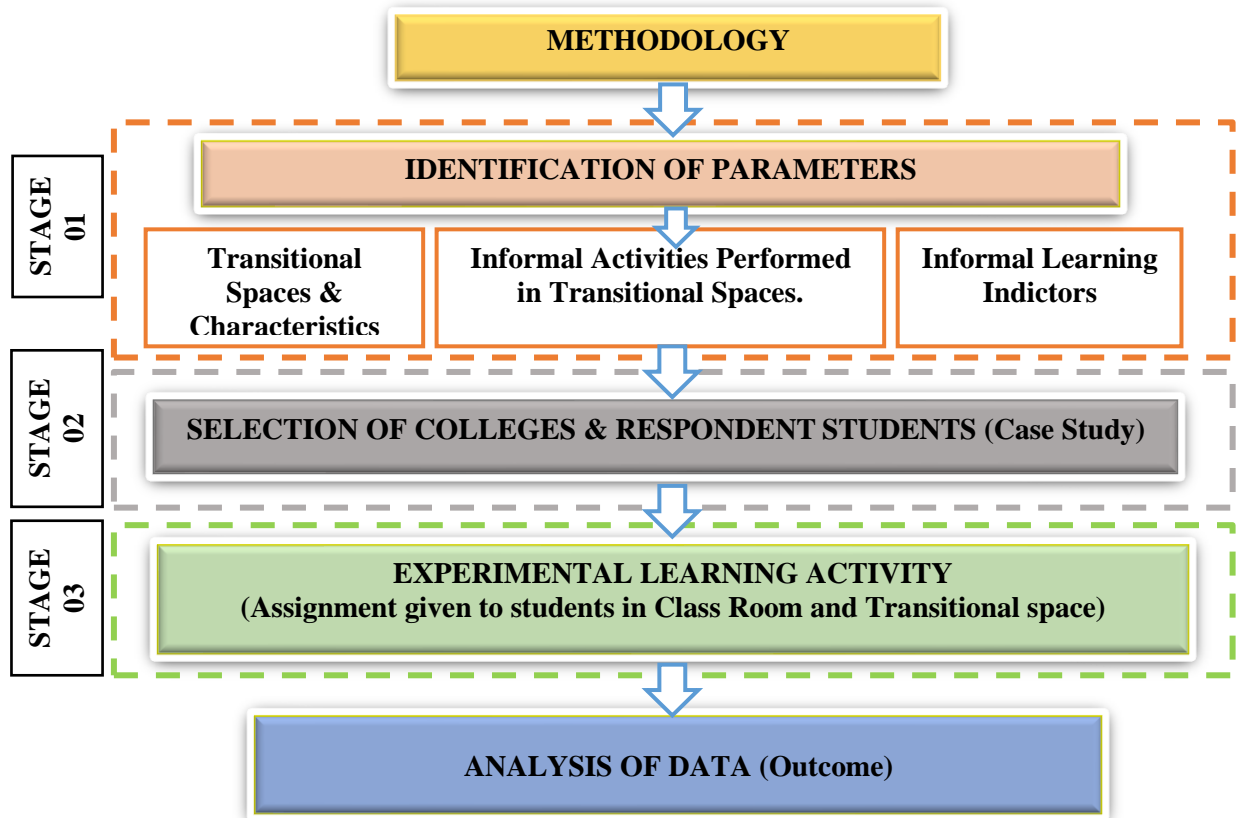 METHODOLOGY
STAGE
01
IDENTIFICATION OF PARAMETERS
Transitional
Spaces &
Characteristics
Informal Activities Performed
in Transitional Spaces.
Informal Learning
Indictors
STAGE
02
SELECTION OF COLLEGES & RESPONDENT STUDENTS (Case Study)
STAGE
03
EXPERIMENTAL LEARNING ACTIVITY
(Assignment given to students in Class Room and Transitional space)
ANALYSIS OF DATA (Outcome)